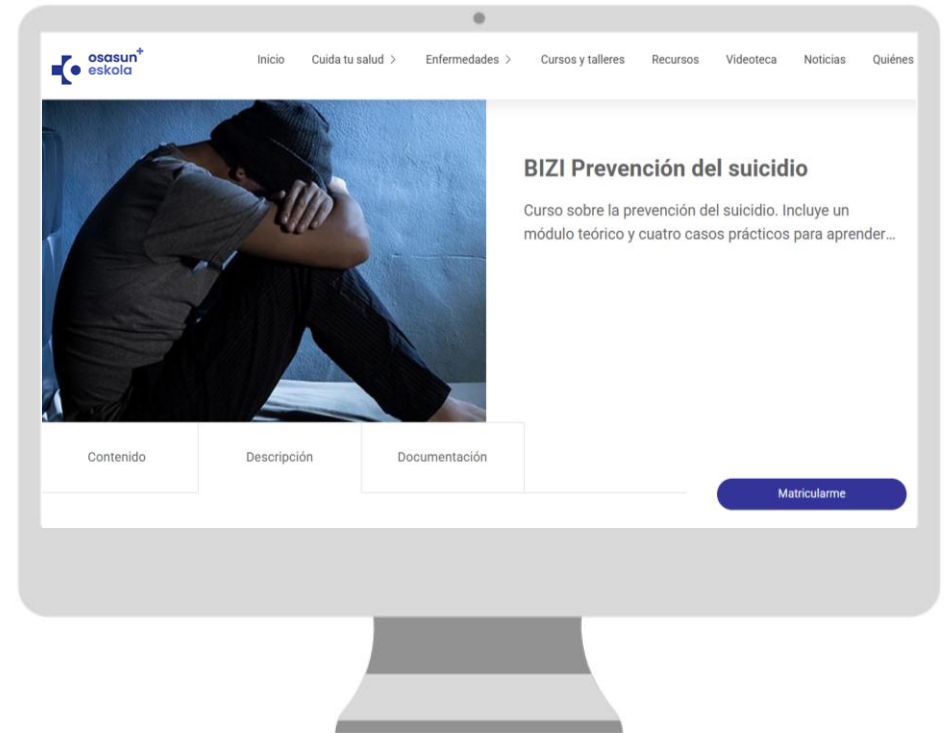 osasun+
eskola
Inicio Cuida tu salud > Enfermedades > Cursos y talleres Recursos Videoteca Noticias Quiénes
BIZI Prevención del suicidio
Curso sobre la prevención del suicidio. Incluye un
módulo teórico y cuatro casos prácticos para aprender...
Contenido Descripción Documentación
Matricularme